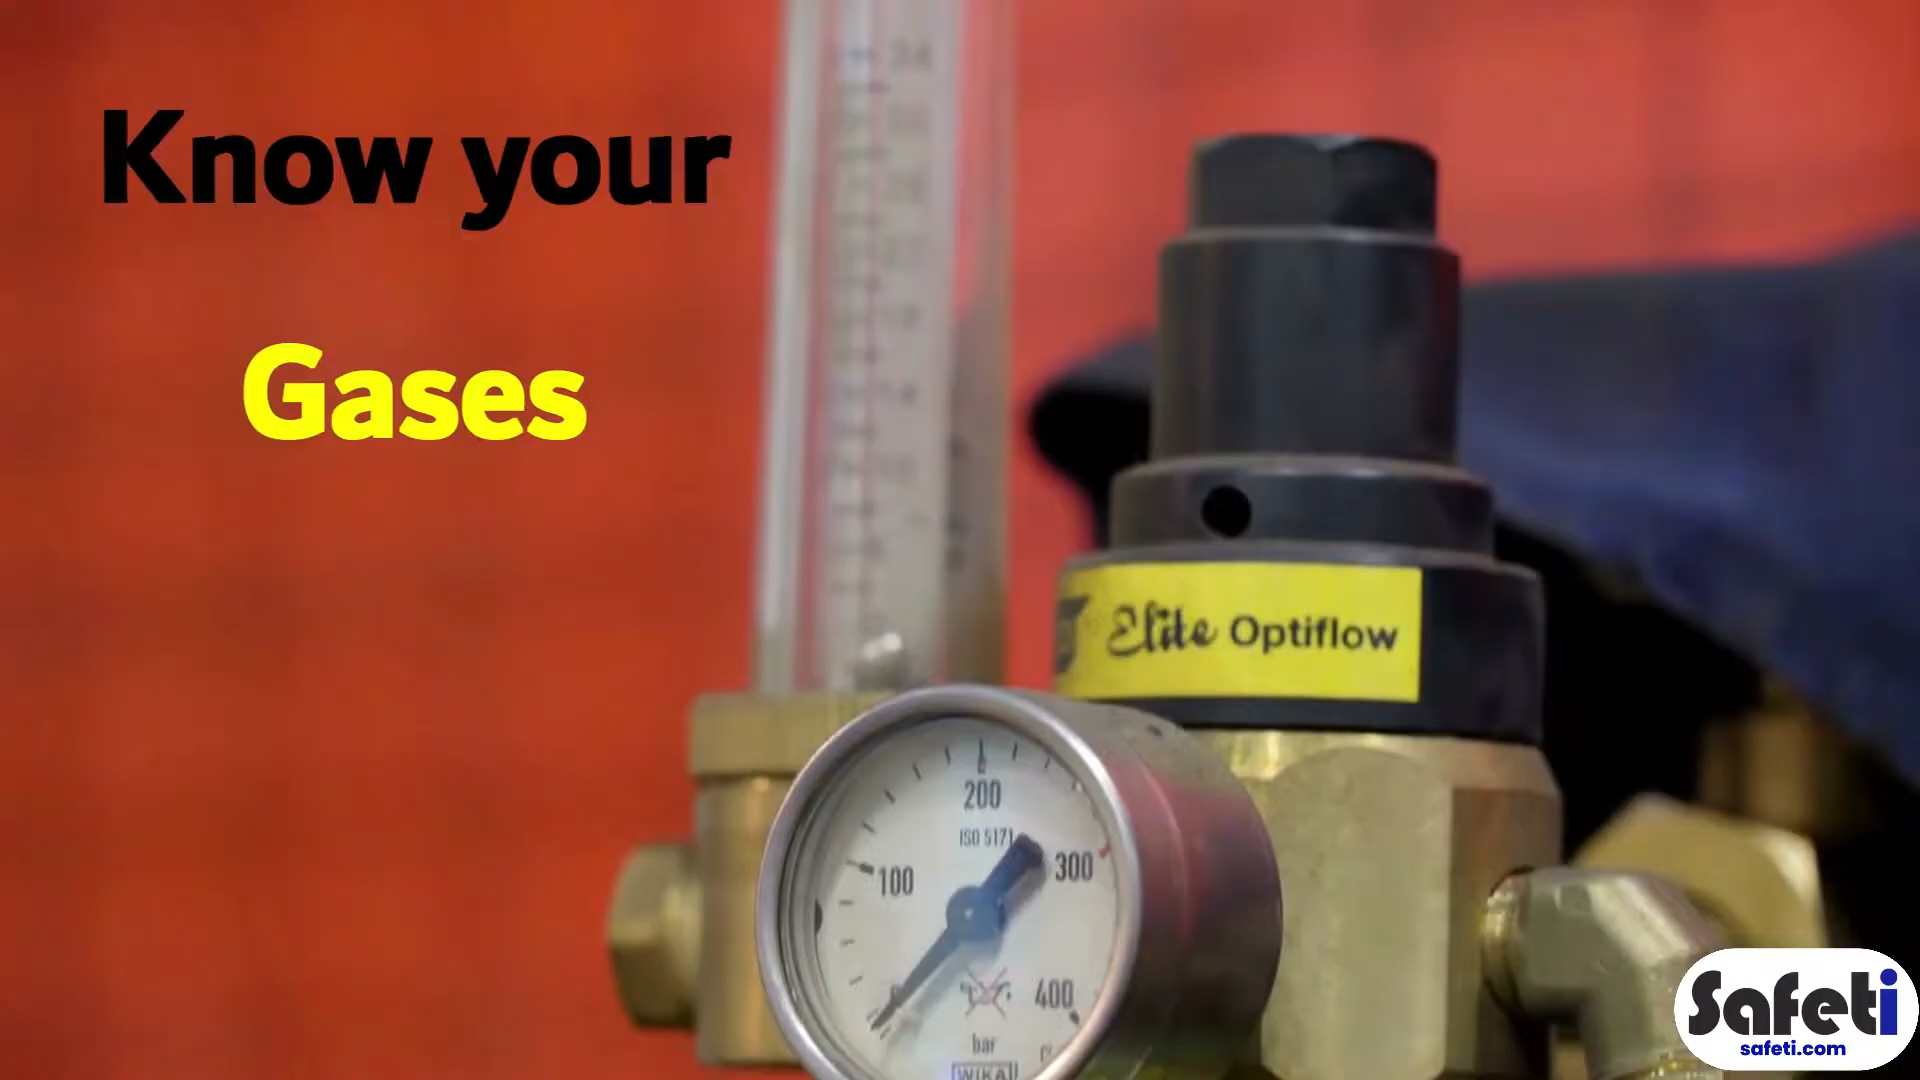 Know your
Gases
Elite Optiflow
200
ISO 5171
100
300
400
bar
WIKA
Safeti
safeti.com